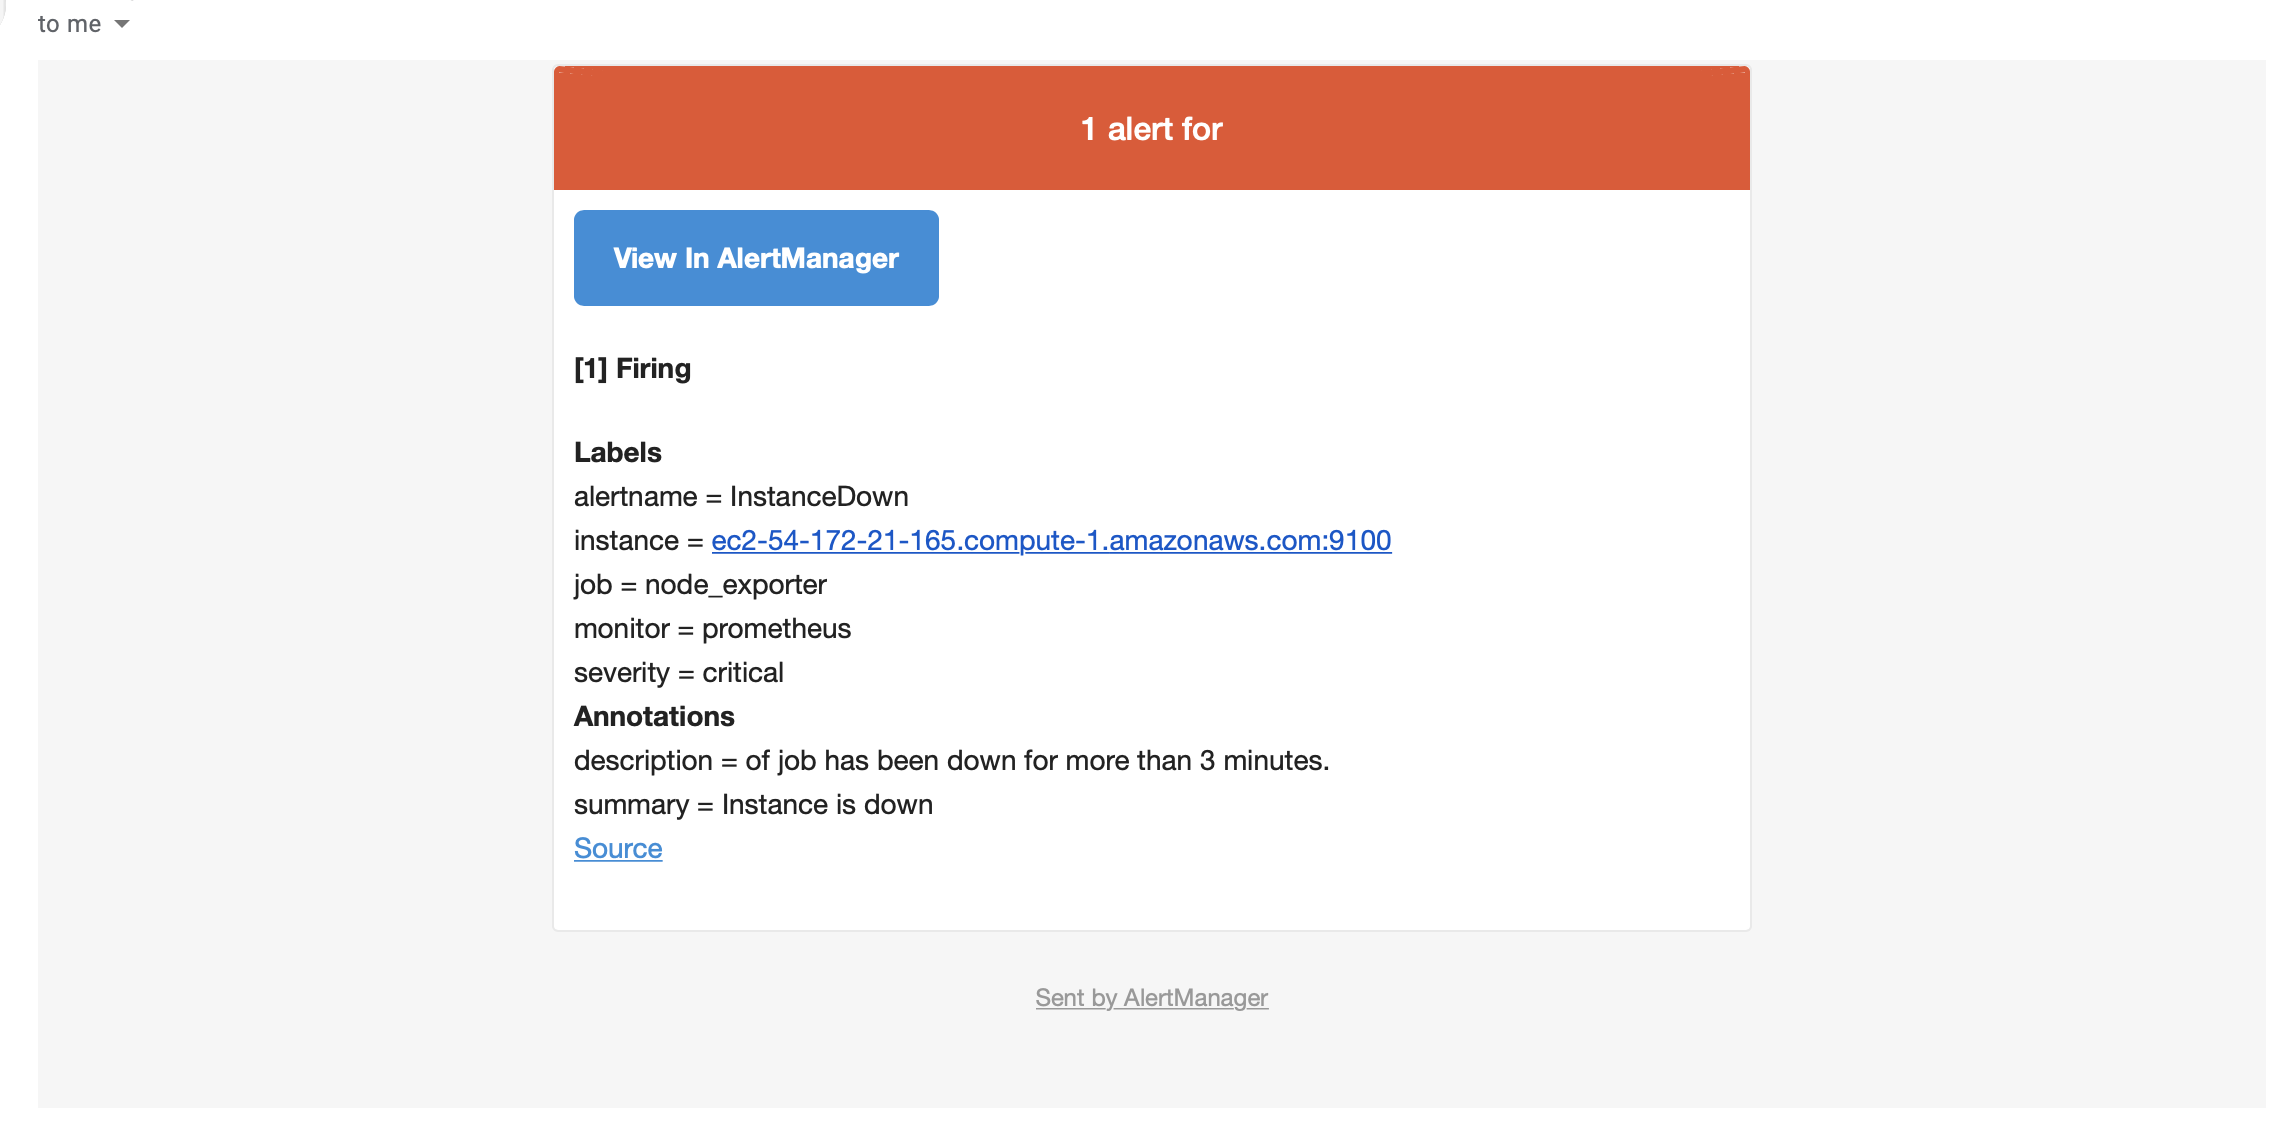 to me
1 alert for
View In AlertManager
[1] Firing
Labels
alertname = InstanceDown
instance = ec2-54-172-21-165.compute-1.amazonaws.com:9100
job = node_exporter
monitor = prometheus
severity = critical
Annotations
description = of job has been down for more than 3 minutes.
summary = Instance is down
Source
Sent by AlertManager